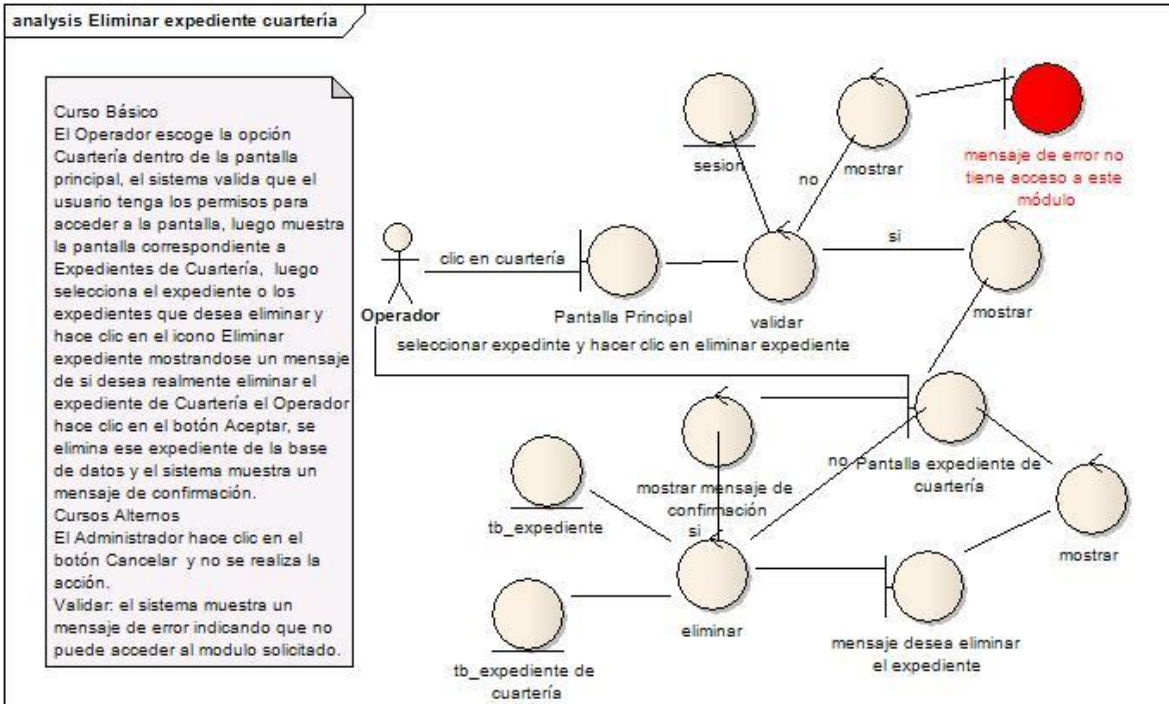 analysis Eliminar expediente cuartería
Curso Básico
El Operador escoge la opción
Cuartería dentro de la pantalla
principal, el sistema valida que el
usuario tenga los permisos para
acceder a la pantalla, luego muestra
la pantalla correspondiente a
Expedientes de Cuartería, luego
selecciona el expediente o los
expedientes que desea eliminar y
hace clic en el icono Eliminar
expediente mostrandose un mensaje
de si desea realmente eliminar el
expediente de Cuartería el Operador
hace clic en el botón Aceptar, se
elimina ese expediente de la base
de datos y el sistema muestra un
mensaje de confirmación.
Cursos Alternos
El Administrador hace clic en el
botón Cancelar y no se realiza la
acción.
Validar: el sistema muestra un
mensaje de error indicando que no
puede acceder al modulo solicitado.
sesion
no
mostrar
mensaje de error no
tiene acceso a este
módulo
Operador
clic en cuartería
Pantalla Principal
validar
si
mostrar
seleccionar expedinte y hacer clic en eliminar expediente
mostrar mensaje de
confirmación
si
no
Pantalla expediente de
cuartería
mostrar
tb_expediente
eliminar
mensaje desea eliminar
el expediente
tb_expediente de
cuartería